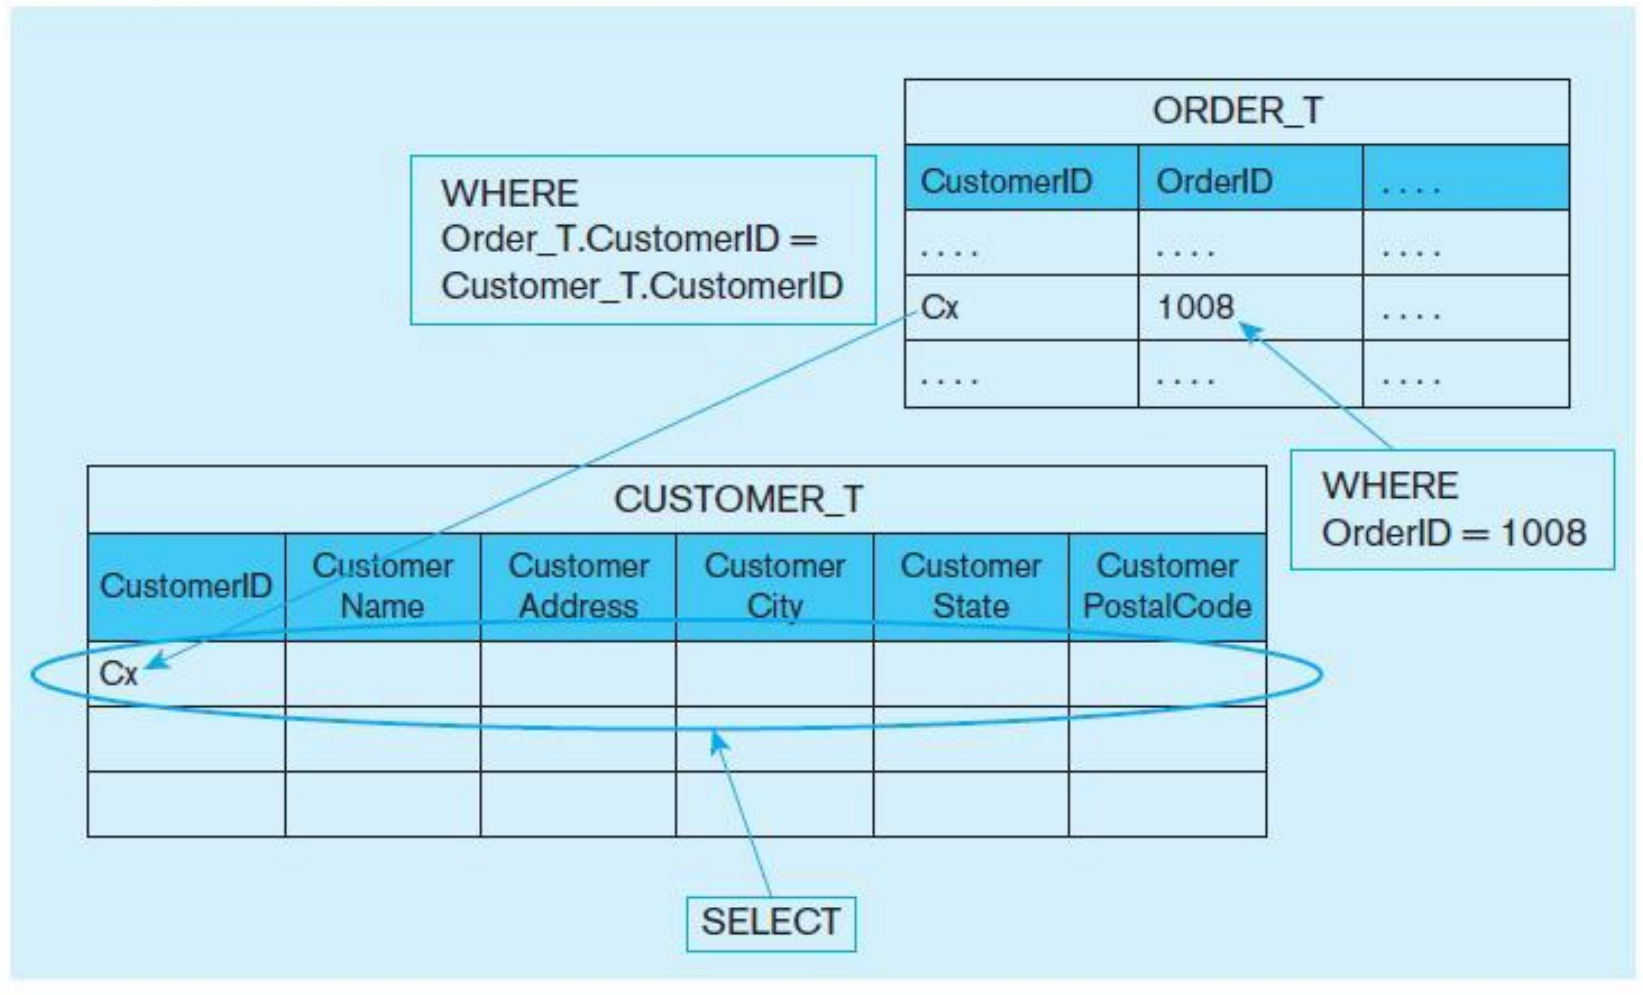 ORDER_T
CustomerID OrderID ....
.... .... ....
Cx 1008 ....
.... .... ....
WHERE
Order_T.CustomerID =
Customer_T.CustomerID
WHERE
OrderID = 1008
CUSTOMER_T
CustomerID
Customer
Name
Customer
Address
Customer
City
Customer
State
Customer
PostalCode
Cx
SELECT